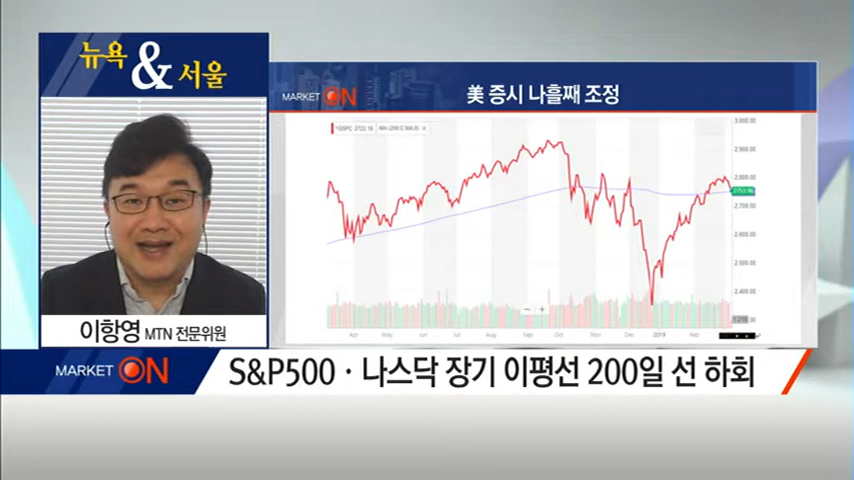 뉴욕
&
서울
MARKET ON
美 증시 나흘째 조정
3,000.00
2,900.00
2,800.00
2,700.00
2,600.00
2,400.00
Apr May Jun Jul Aug Sep Oct Nov Dec 2019 Feb
이항영 MTN 전문위원
MARKET ON
S&P500 · 나스닥 장기 이평선 200일 선 하회